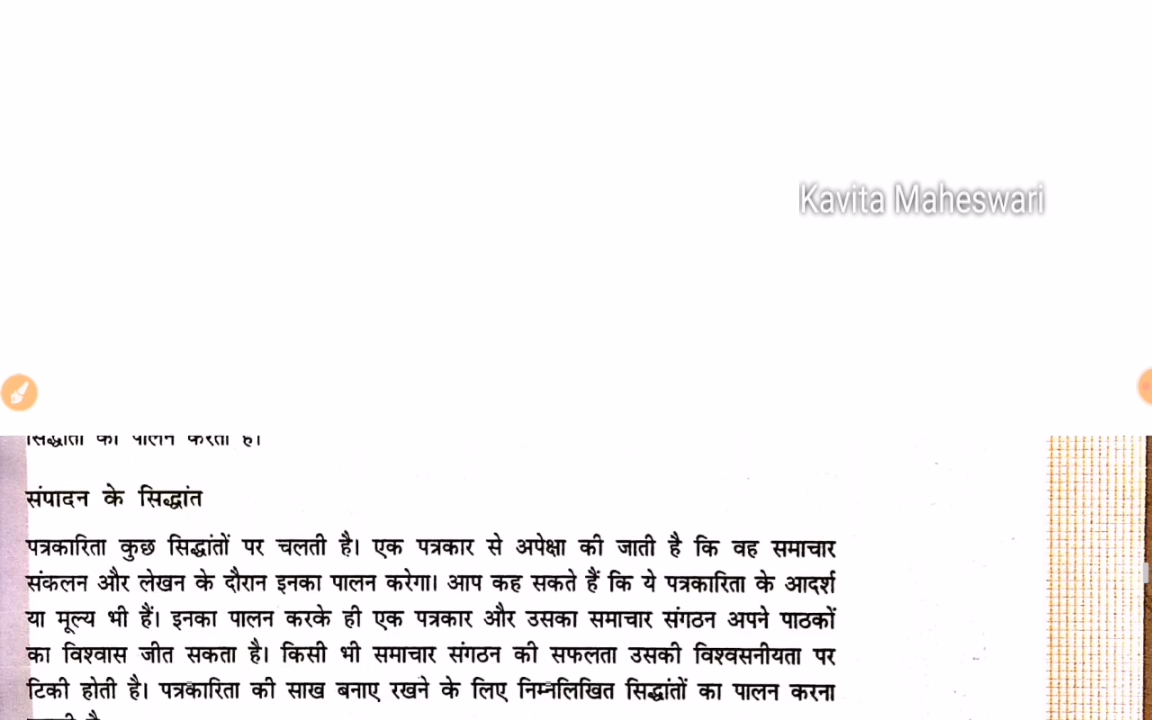 Kavita Maheswari
सिद्धांतों का पालन करता है।
संपादन के सिद्धांत
पत्रकारिता कुछ सिद्धांतों पर चलती है। एक पत्रकार से अपेक्षा की जाती है कि वह समाचार
संकलन और लेखन के दौरान इनका पालन करेगा। आप कह सकते हैं कि ये पत्रकारिता के आदर्श
या मूल्य भी हैं। इनका पालन करके ही एक पत्रकार और उसका समाचार संगठन अपने पाठकों
का विश्वास जीत सकता है। किसी भी समाचार संगठन की सफलता उसकी विश्वसनीयता पर
टिकी होती है। पत्रकारिता की साख बनाए रखने के लिए निम्नलिखित सिद्धांतों का पालन करना